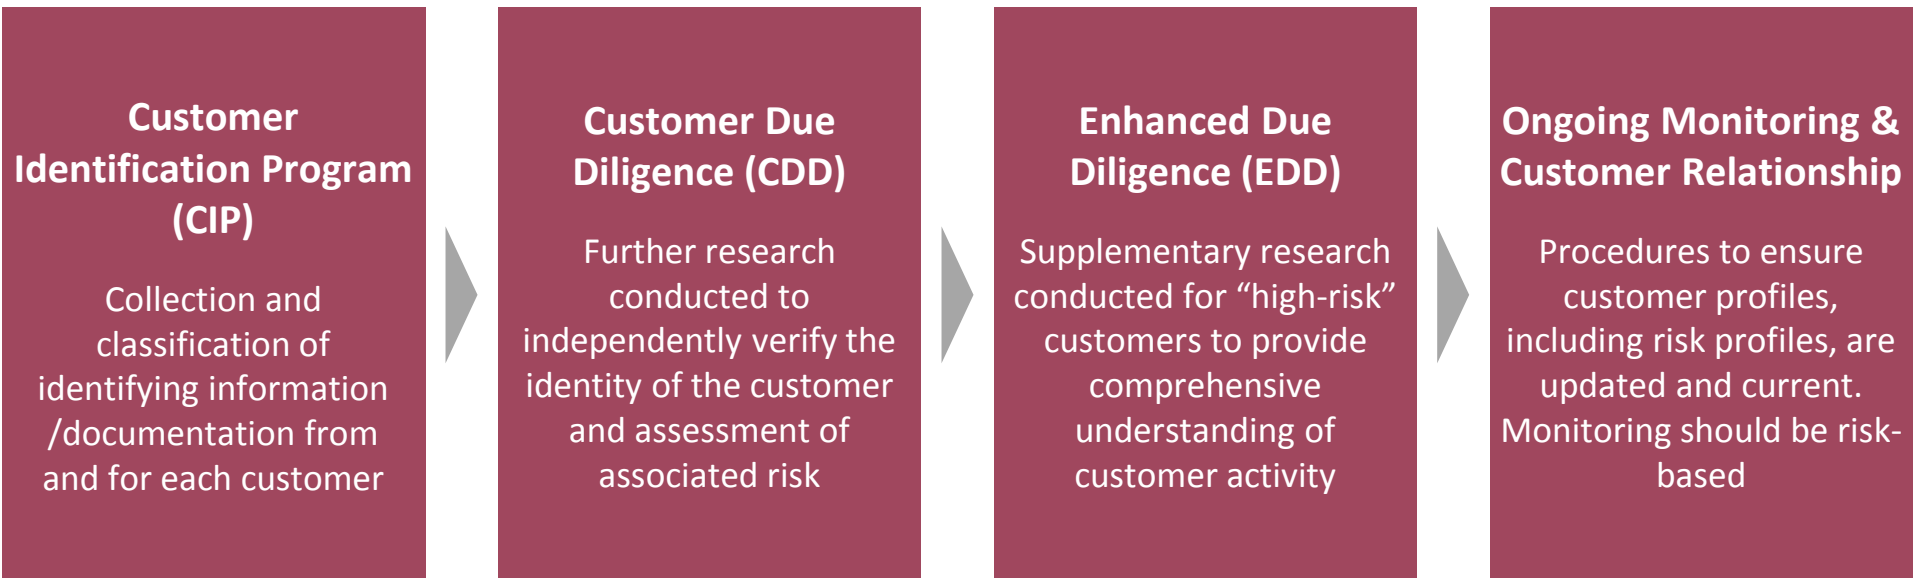 Customer
Identification Program
(CIP)
Collection and
classification of
identifying information
/documentation from
and for each customer
Customer Due
Diligence (CDD)
Further research
conducted to
independently verify the
identity of the customer
and assessment of
associated risk
Enhanced Due
Diligence (EDD)
Supplementary research
conducted for “high-risk”
customers to provide
comprehensive
understanding of
customer activity
Ongoing Monitoring &
Customer Relationship
Procedures to ensure
customer profiles,
including risk profiles, are
updated and current.
Monitoring should be risk-
based